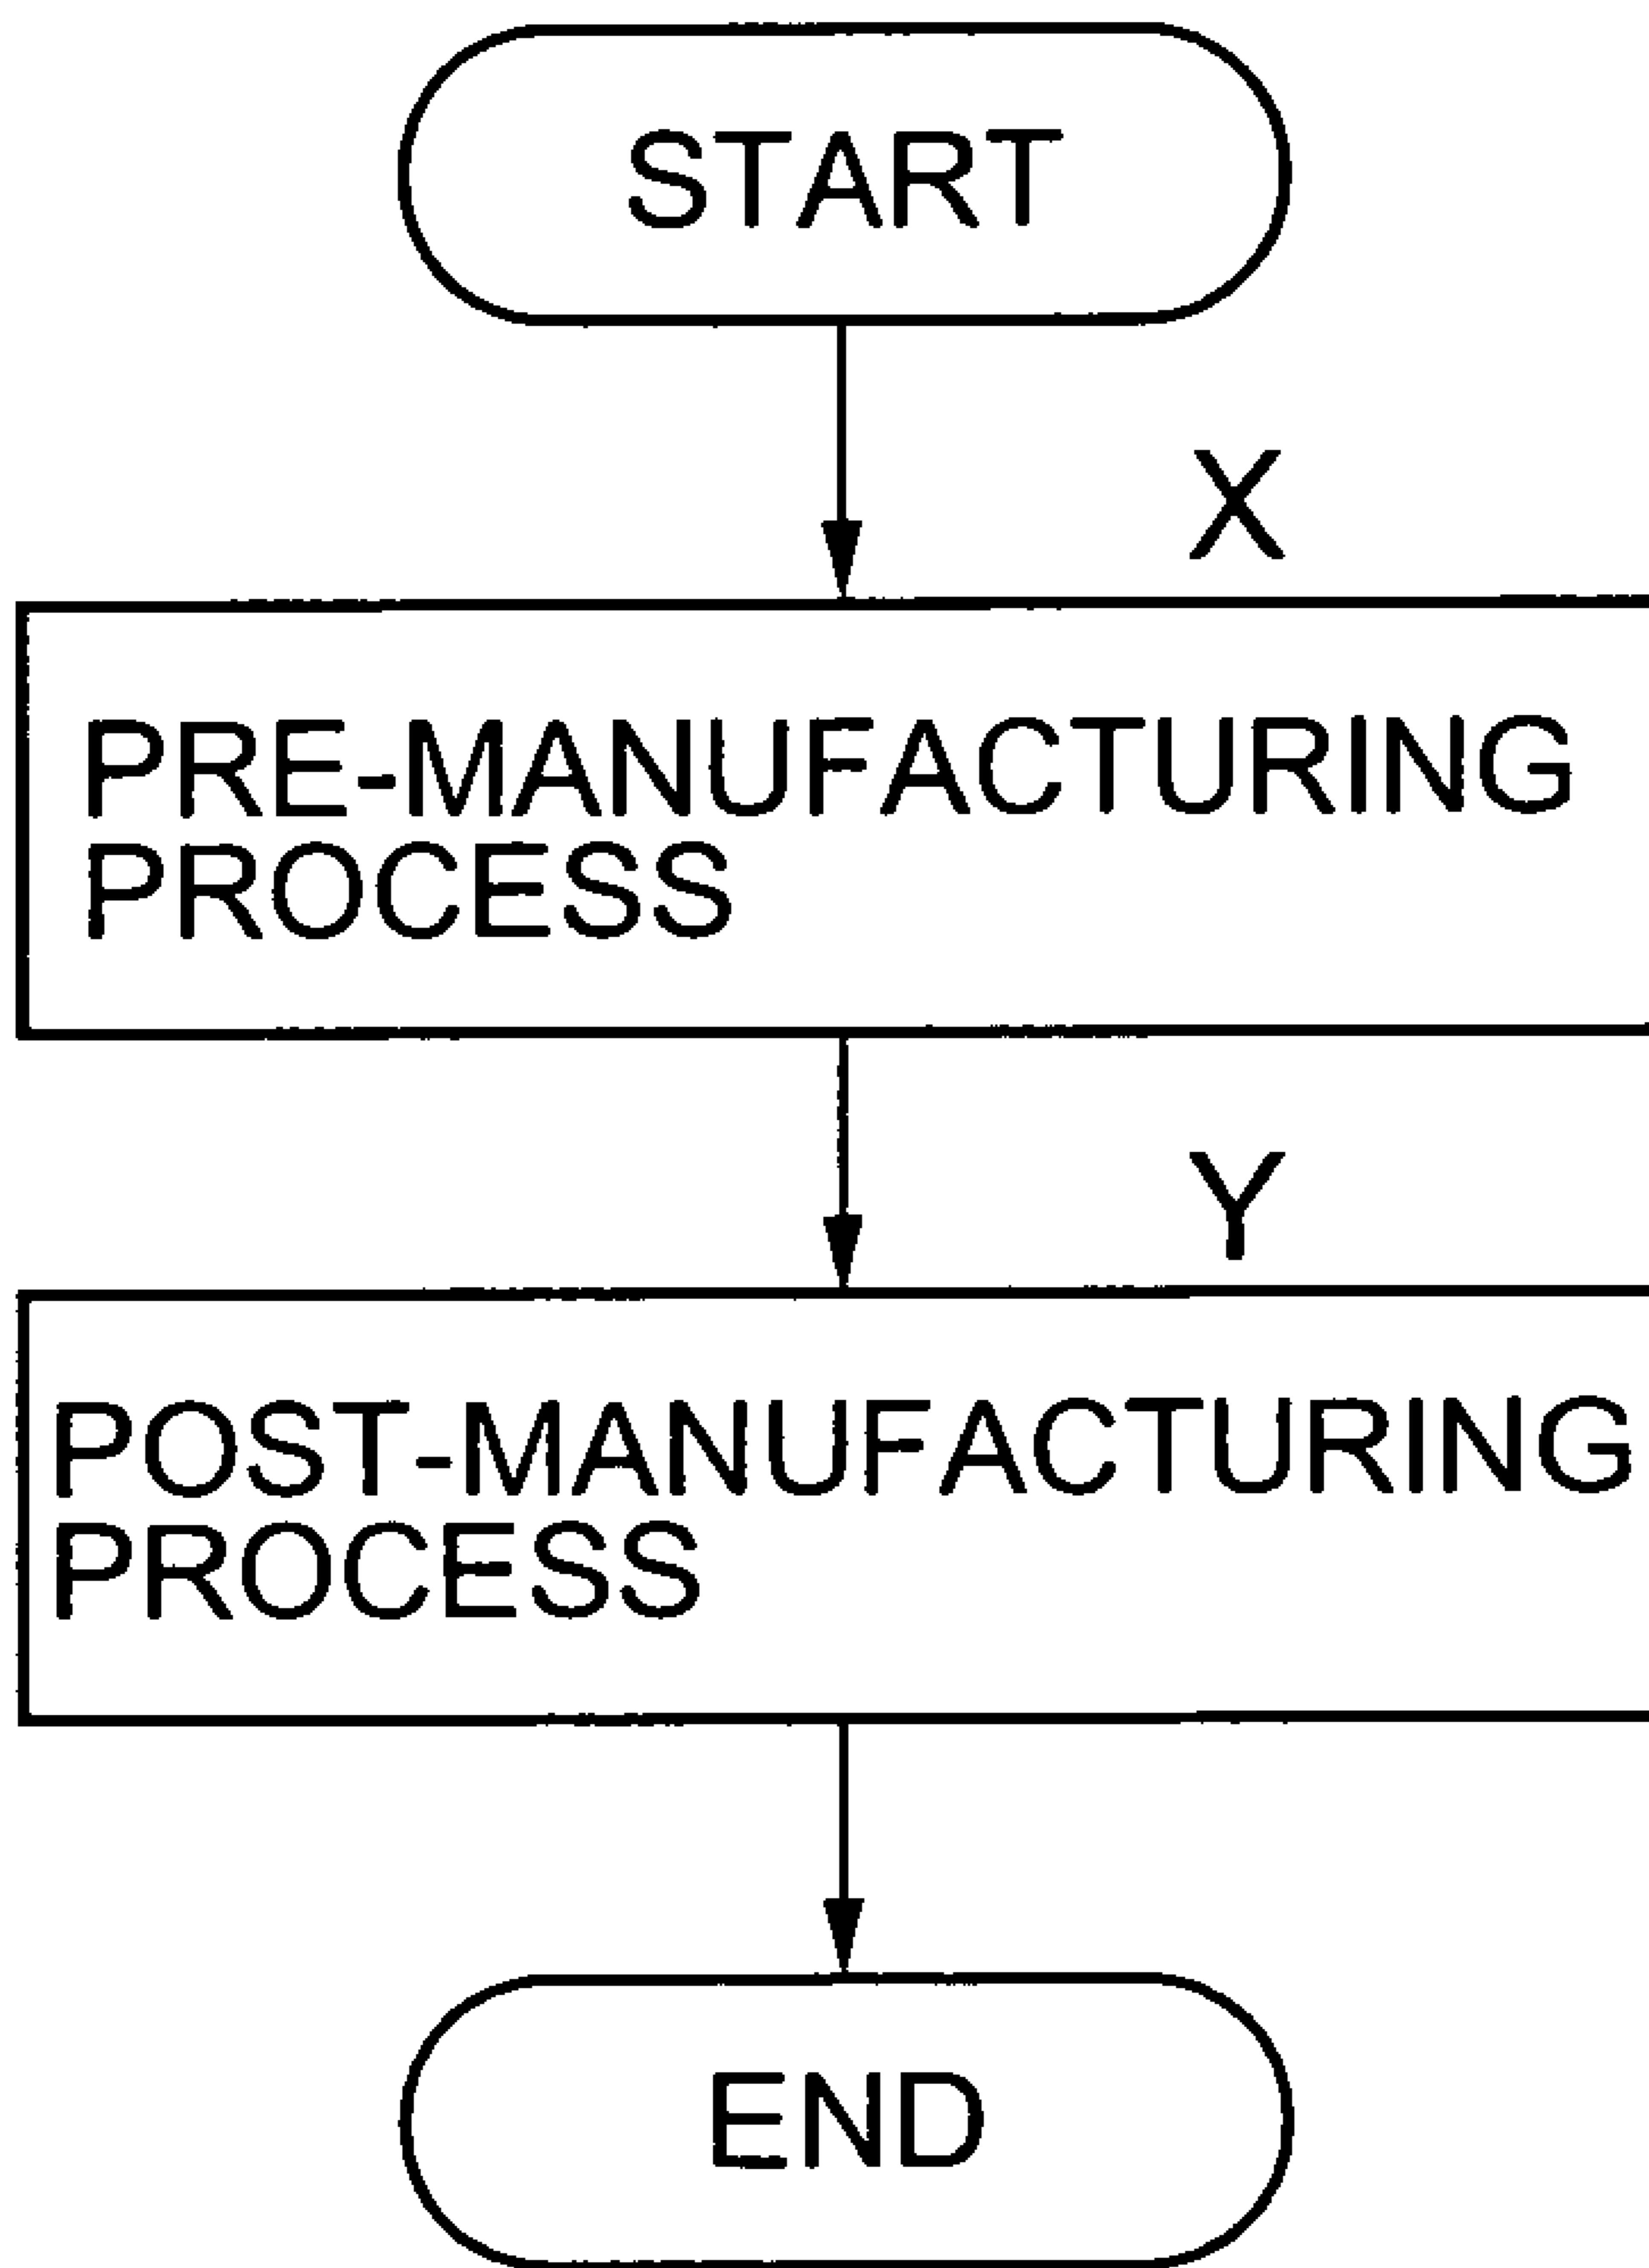 START
X
PRE-MANUFACTURING
PROCESS
Y
POST-MANUFACTURING
PROCESS
END